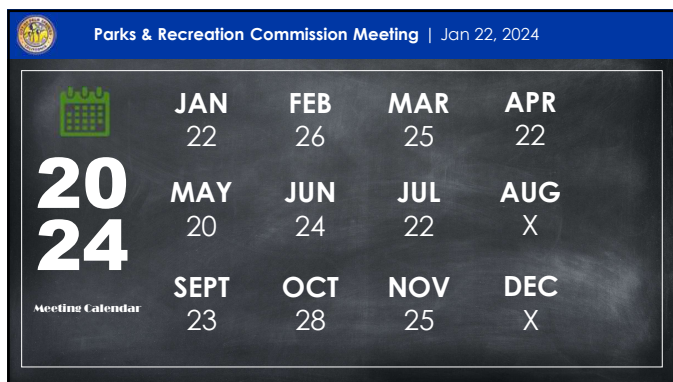 Parks & Recreation Commission Meeting | Jan 22, 2024
20
24
Meeting Calendar
JAN FEB MAR APR
22 26 25 22
MAY JUN JUL AUG
20 24 22 X
SEPT OCT NOV DEC
23 28 25 X